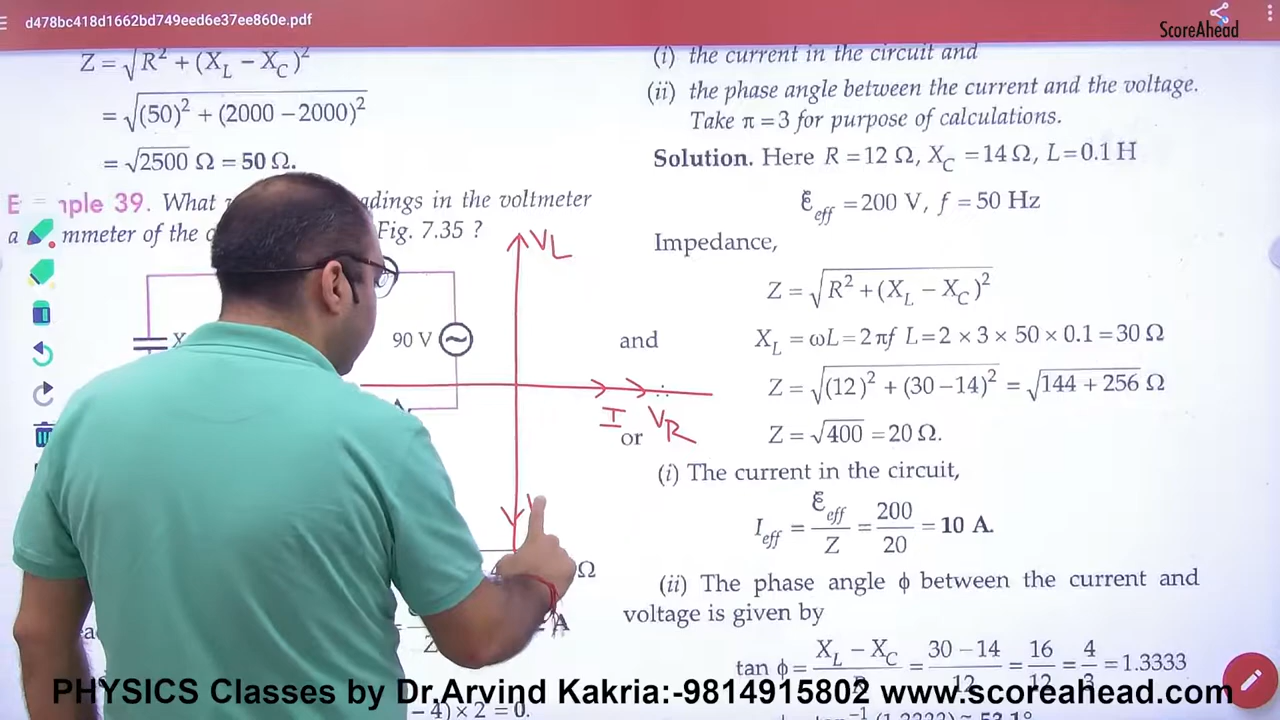 d478bc418d1662bd749eed6e37ee860e.pdf
ScoreAhead
Z = √R² + (X_L − X_C)²
= √(50)² + (2000 − 2000)²
= √2500 Ω = 50 Ω.
mple 39. What adings in the voltmeter
a mmeter of the Fig. 7.35 ?
90 V
V_L
I V_R
Ω
A
− 4) × 2 = 0.
(i) the current in the circuit and
(ii) the phase angle between the current and the voltage.
Take π = 3 for purpose of calculations.
Solution. Here R = 12 Ω, X_C = 14 Ω, L = 0.1 H
ℰ_eff = 200 V, f = 50 Hz
Impedance,
Z = √R² + (X_L − X_C)²
and X_L = ωL = 2 πf L = 2 × 3 × 50 × 0.1 = 30 Ω
∴ Z = √(12)² + (30 − 14)² = √144 + 256 Ω
or Z = √400 = 20 Ω.
(i) The current in the circuit,
I_eff = ℰ_eff / Z = 200 / 20 = 10 A.
(ii) The phase angle ϕ between the current and
voltage is given by
tan ϕ = X_L − X_C / R = 30 − 14 / 12 = 16 / 12 = 4 / 3 = 1.3333
PHYSICS Classes by Dr.Arvind Kakria:-9814915802 www.scoreahead.com